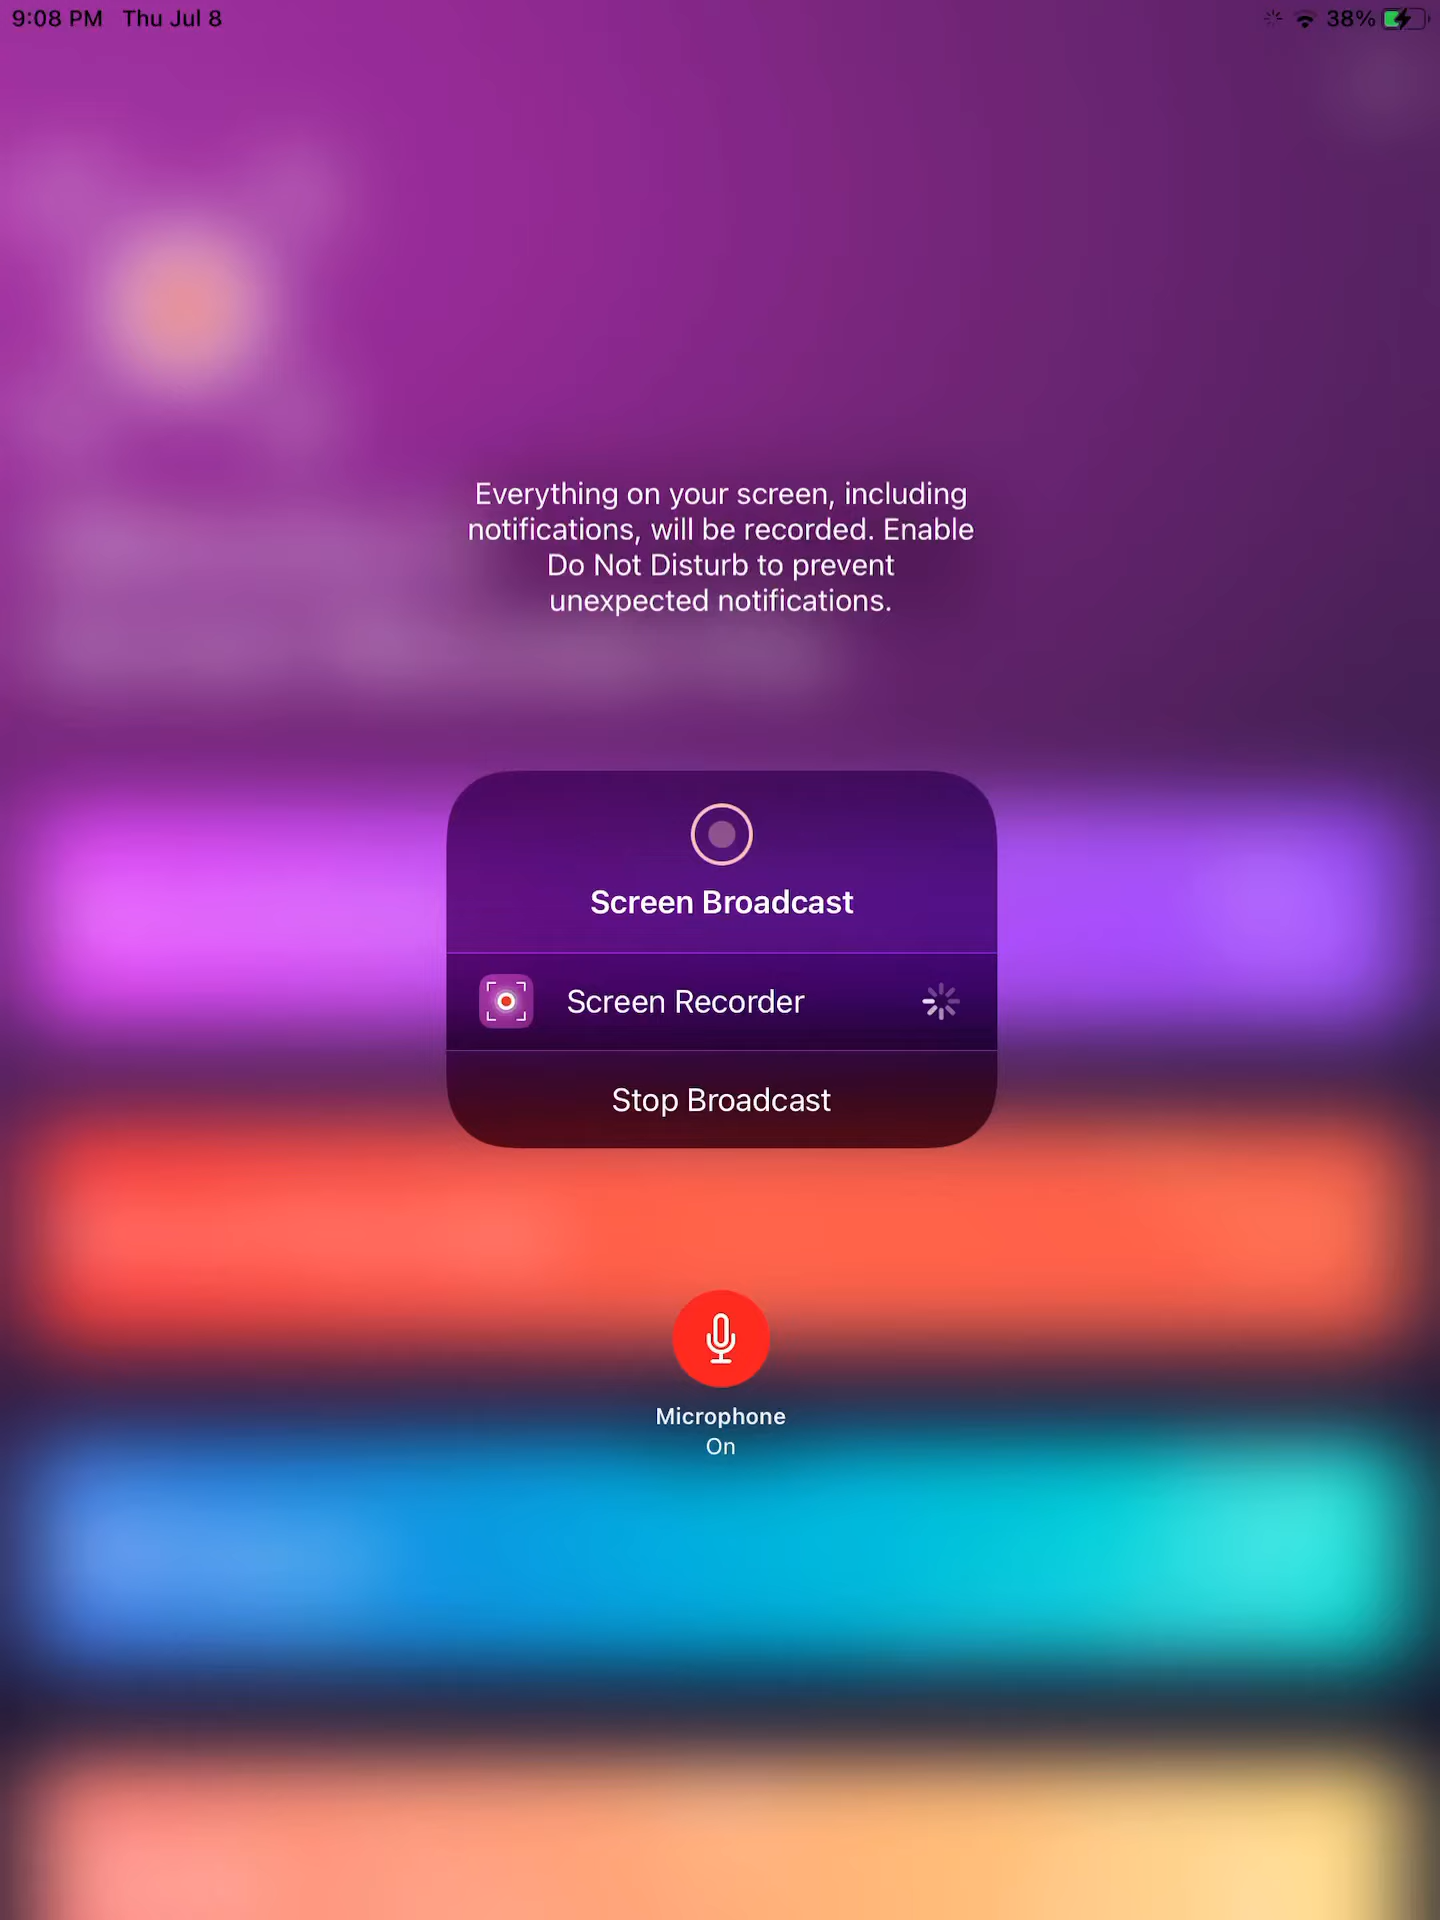 9:08 PM Thu Jul 8
38%
Everything on your screen, including
notifications, will be recorded. Enable
Do Not Disturb to prevent
unexpected notifications.
Screen Broadcast
Screen Recorder
Stop Broadcast
Microphone
On